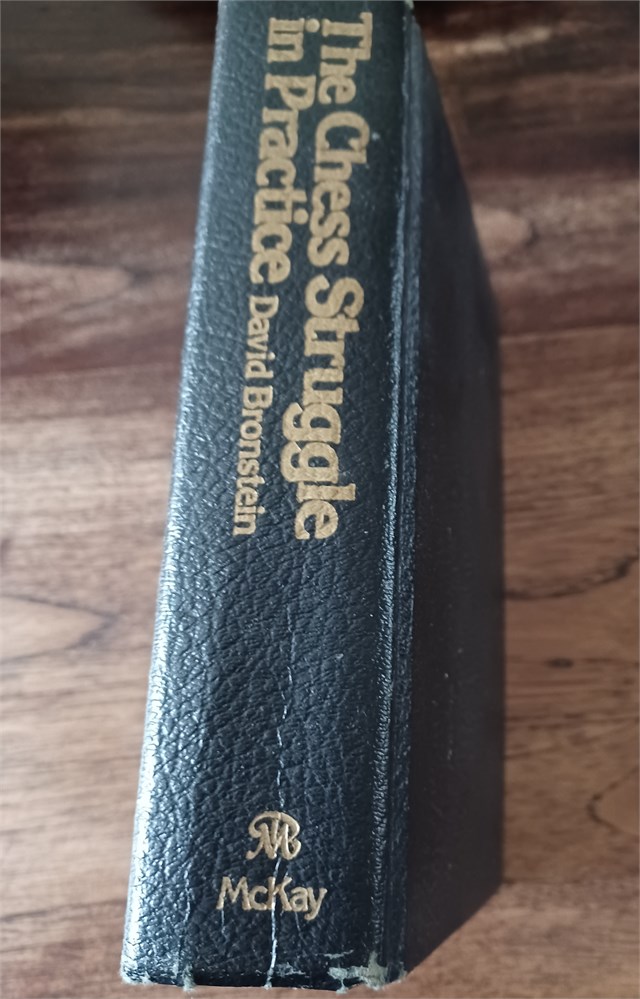 The Chess Struggle
in Practice David Bronstein
McKay